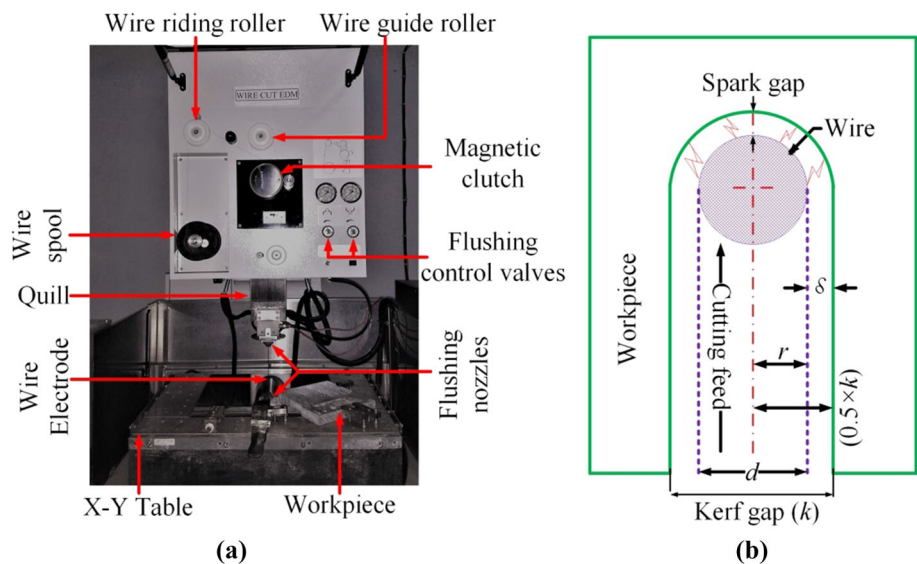 Wire riding roller
Wire guide roller
WIRE CUT EDM
Magnetic
clutch
Wire
spool
Flushing
control valves
Quill
Wire
Electrode
Flushing
nozzles
X-Y Table
Workpiece
(a)
Spark gap
Wire
Workpiece
Cutting feed
δ
r
(0.5×k)
d
Kerf gap (k)
(b)